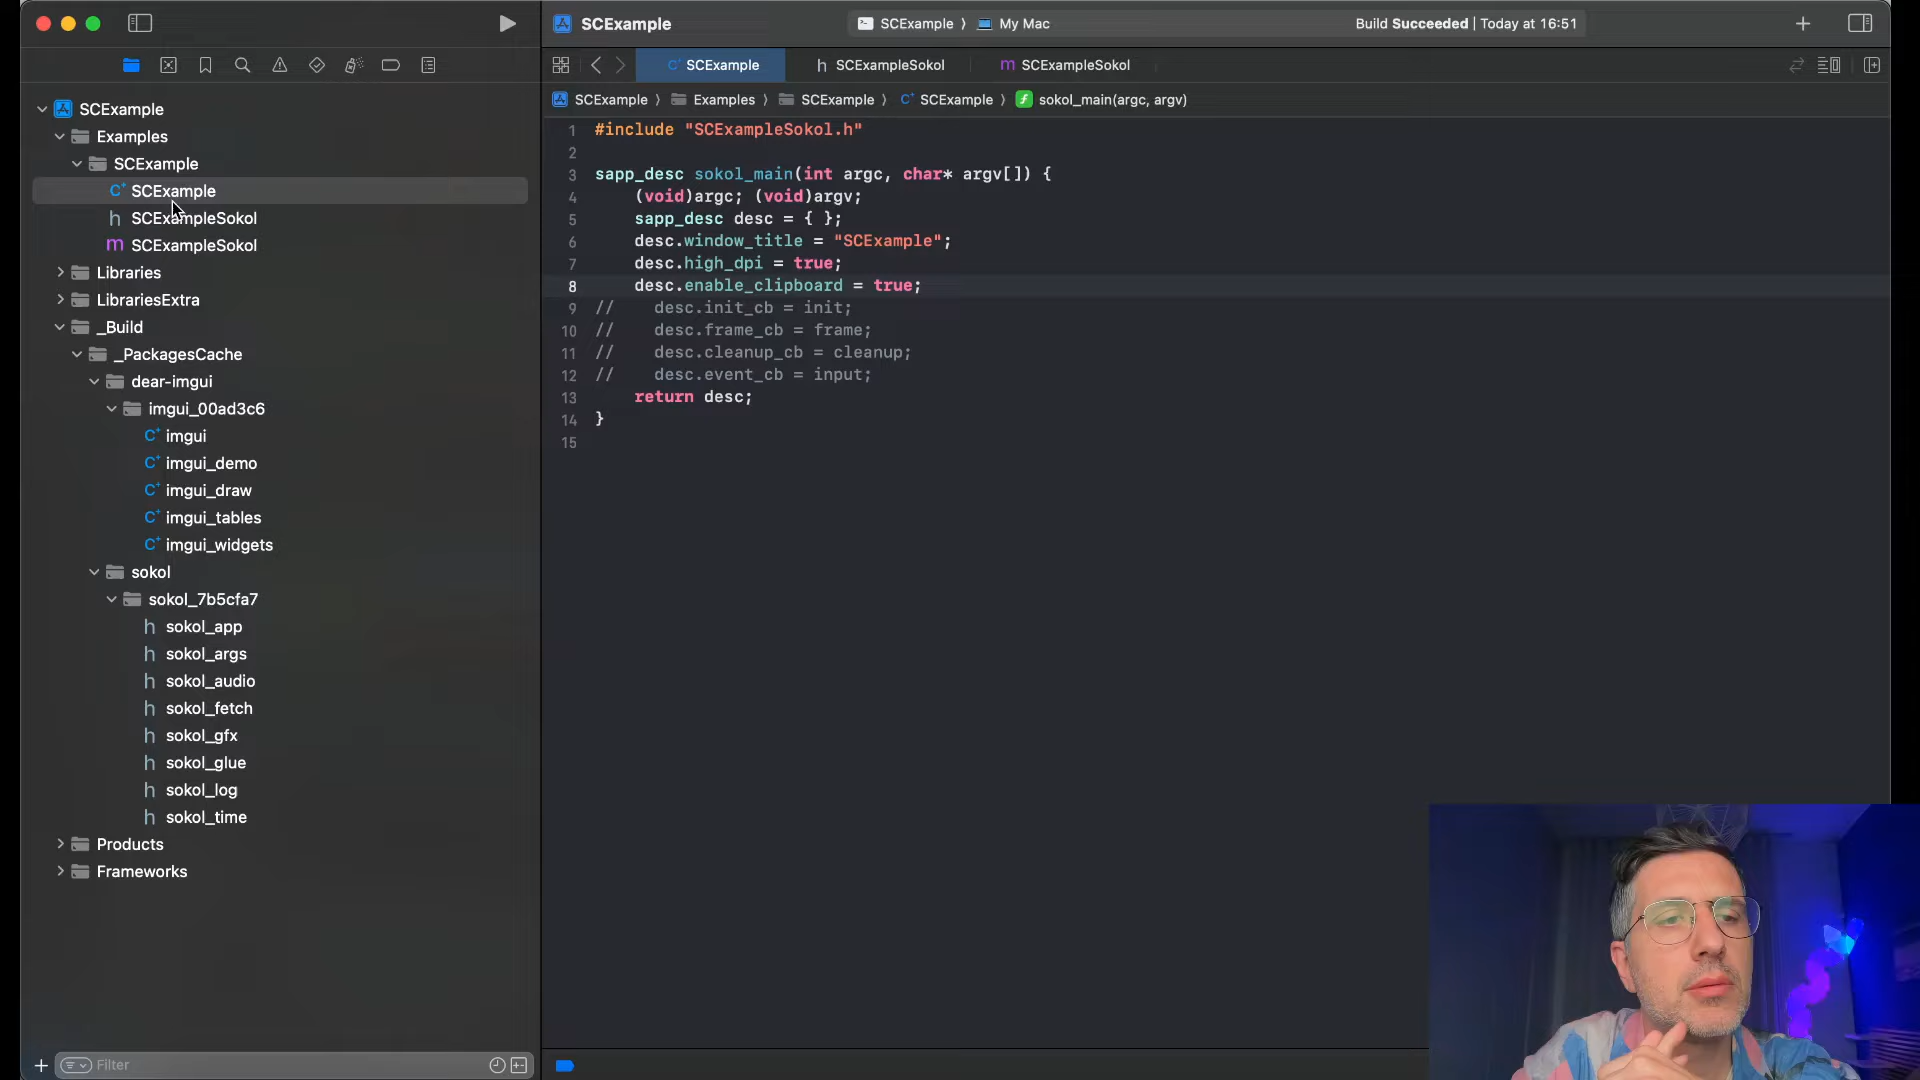 SCExample
SCExample 〉 My Mac
Build Succeeded | Today at 16:51
SCExample
SCExampleSokol
SCExampleSokol
SCExample 〉 Examples 〉 SCExample 〉 SCExample 〉 sokol_main(argc, argv)
SCExample
Examples
SCExample
SCExample
SCExampleSokol
SCExampleSokol
Libraries
LibrariesExtra
_Build
_PackagesCache
dear-imgui
imgui_00ad3c6
imgui
imgui_demo
imgui_draw
imgui_tables
imgui_widgets
sokol
sokol_7b5cfa7
sokol_app
sokol_args
sokol_audio
sokol_fetch
sokol_gfx
sokol_glue
sokol_log
sokol_time
Products
Frameworks
Filter
1 #include "SCExampleSokol.h"
2
3 sapp_desc sokol_main(int argc, char* argv[]) {
4 (void)argc; (void)argv;
5 sapp_desc desc = { };
6 desc.window_title = "SCExample";
7 desc.high_dpi = true;
8 desc.enable_clipboard = true;
9 // desc.init_cb = init;
10 // desc.frame_cb = frame;
11 // desc.cleanup_cb = cleanup;
12 // desc.event_cb = input;
13 return desc;
14 }
15